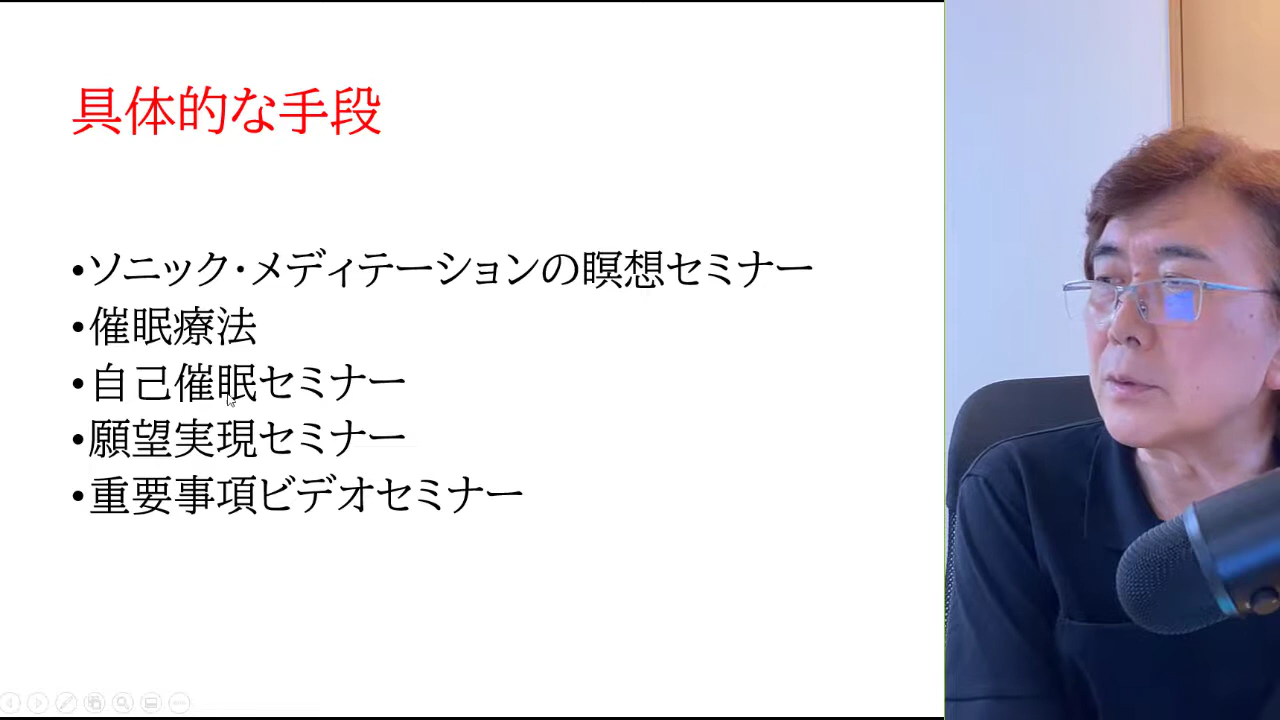 具体的な手段
•ソニック・メディテーションの瞑想セミナー
•催眠療法
•自己催眠セミナー
•願望実現セミナー
•重要事項ビデオセミナー